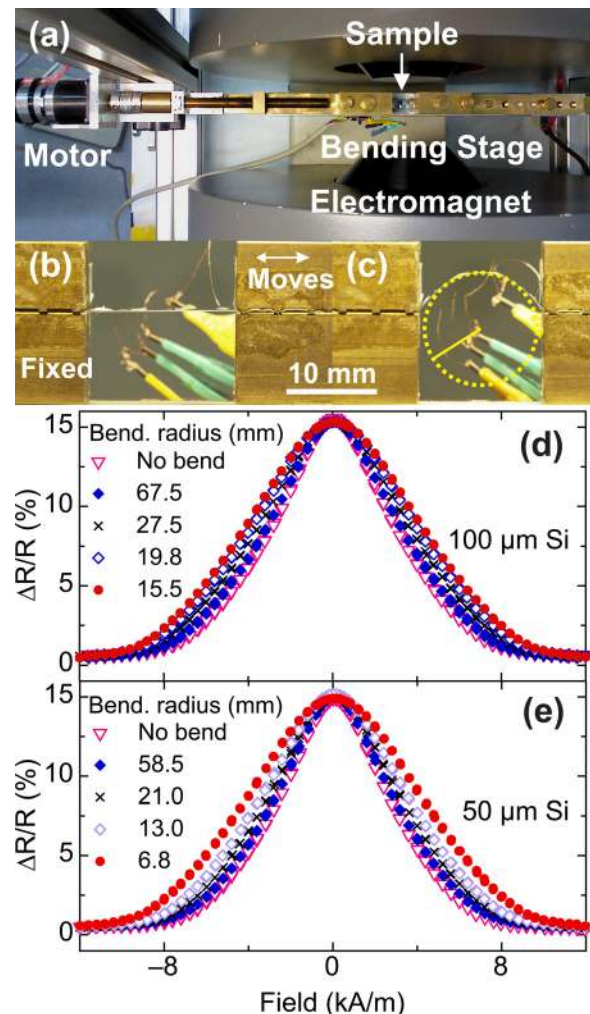 (a)
Sample
Motor
Bending Stage
Electromagnet
(b)
Moves
(c)
Fixed
10 mm
15
10
5
0
ΔR/R (%)
Bend. radius (mm)
No bend
67.5
27.5
19.8
15.5
(d)
100 µm Si
15
10
5
0
ΔR/R (%)
Bend. radius (mm)
No bend
58.5
21.0
13.0
6.8
(e)
50 µm Si
–8 0 8
Field (kA/m)